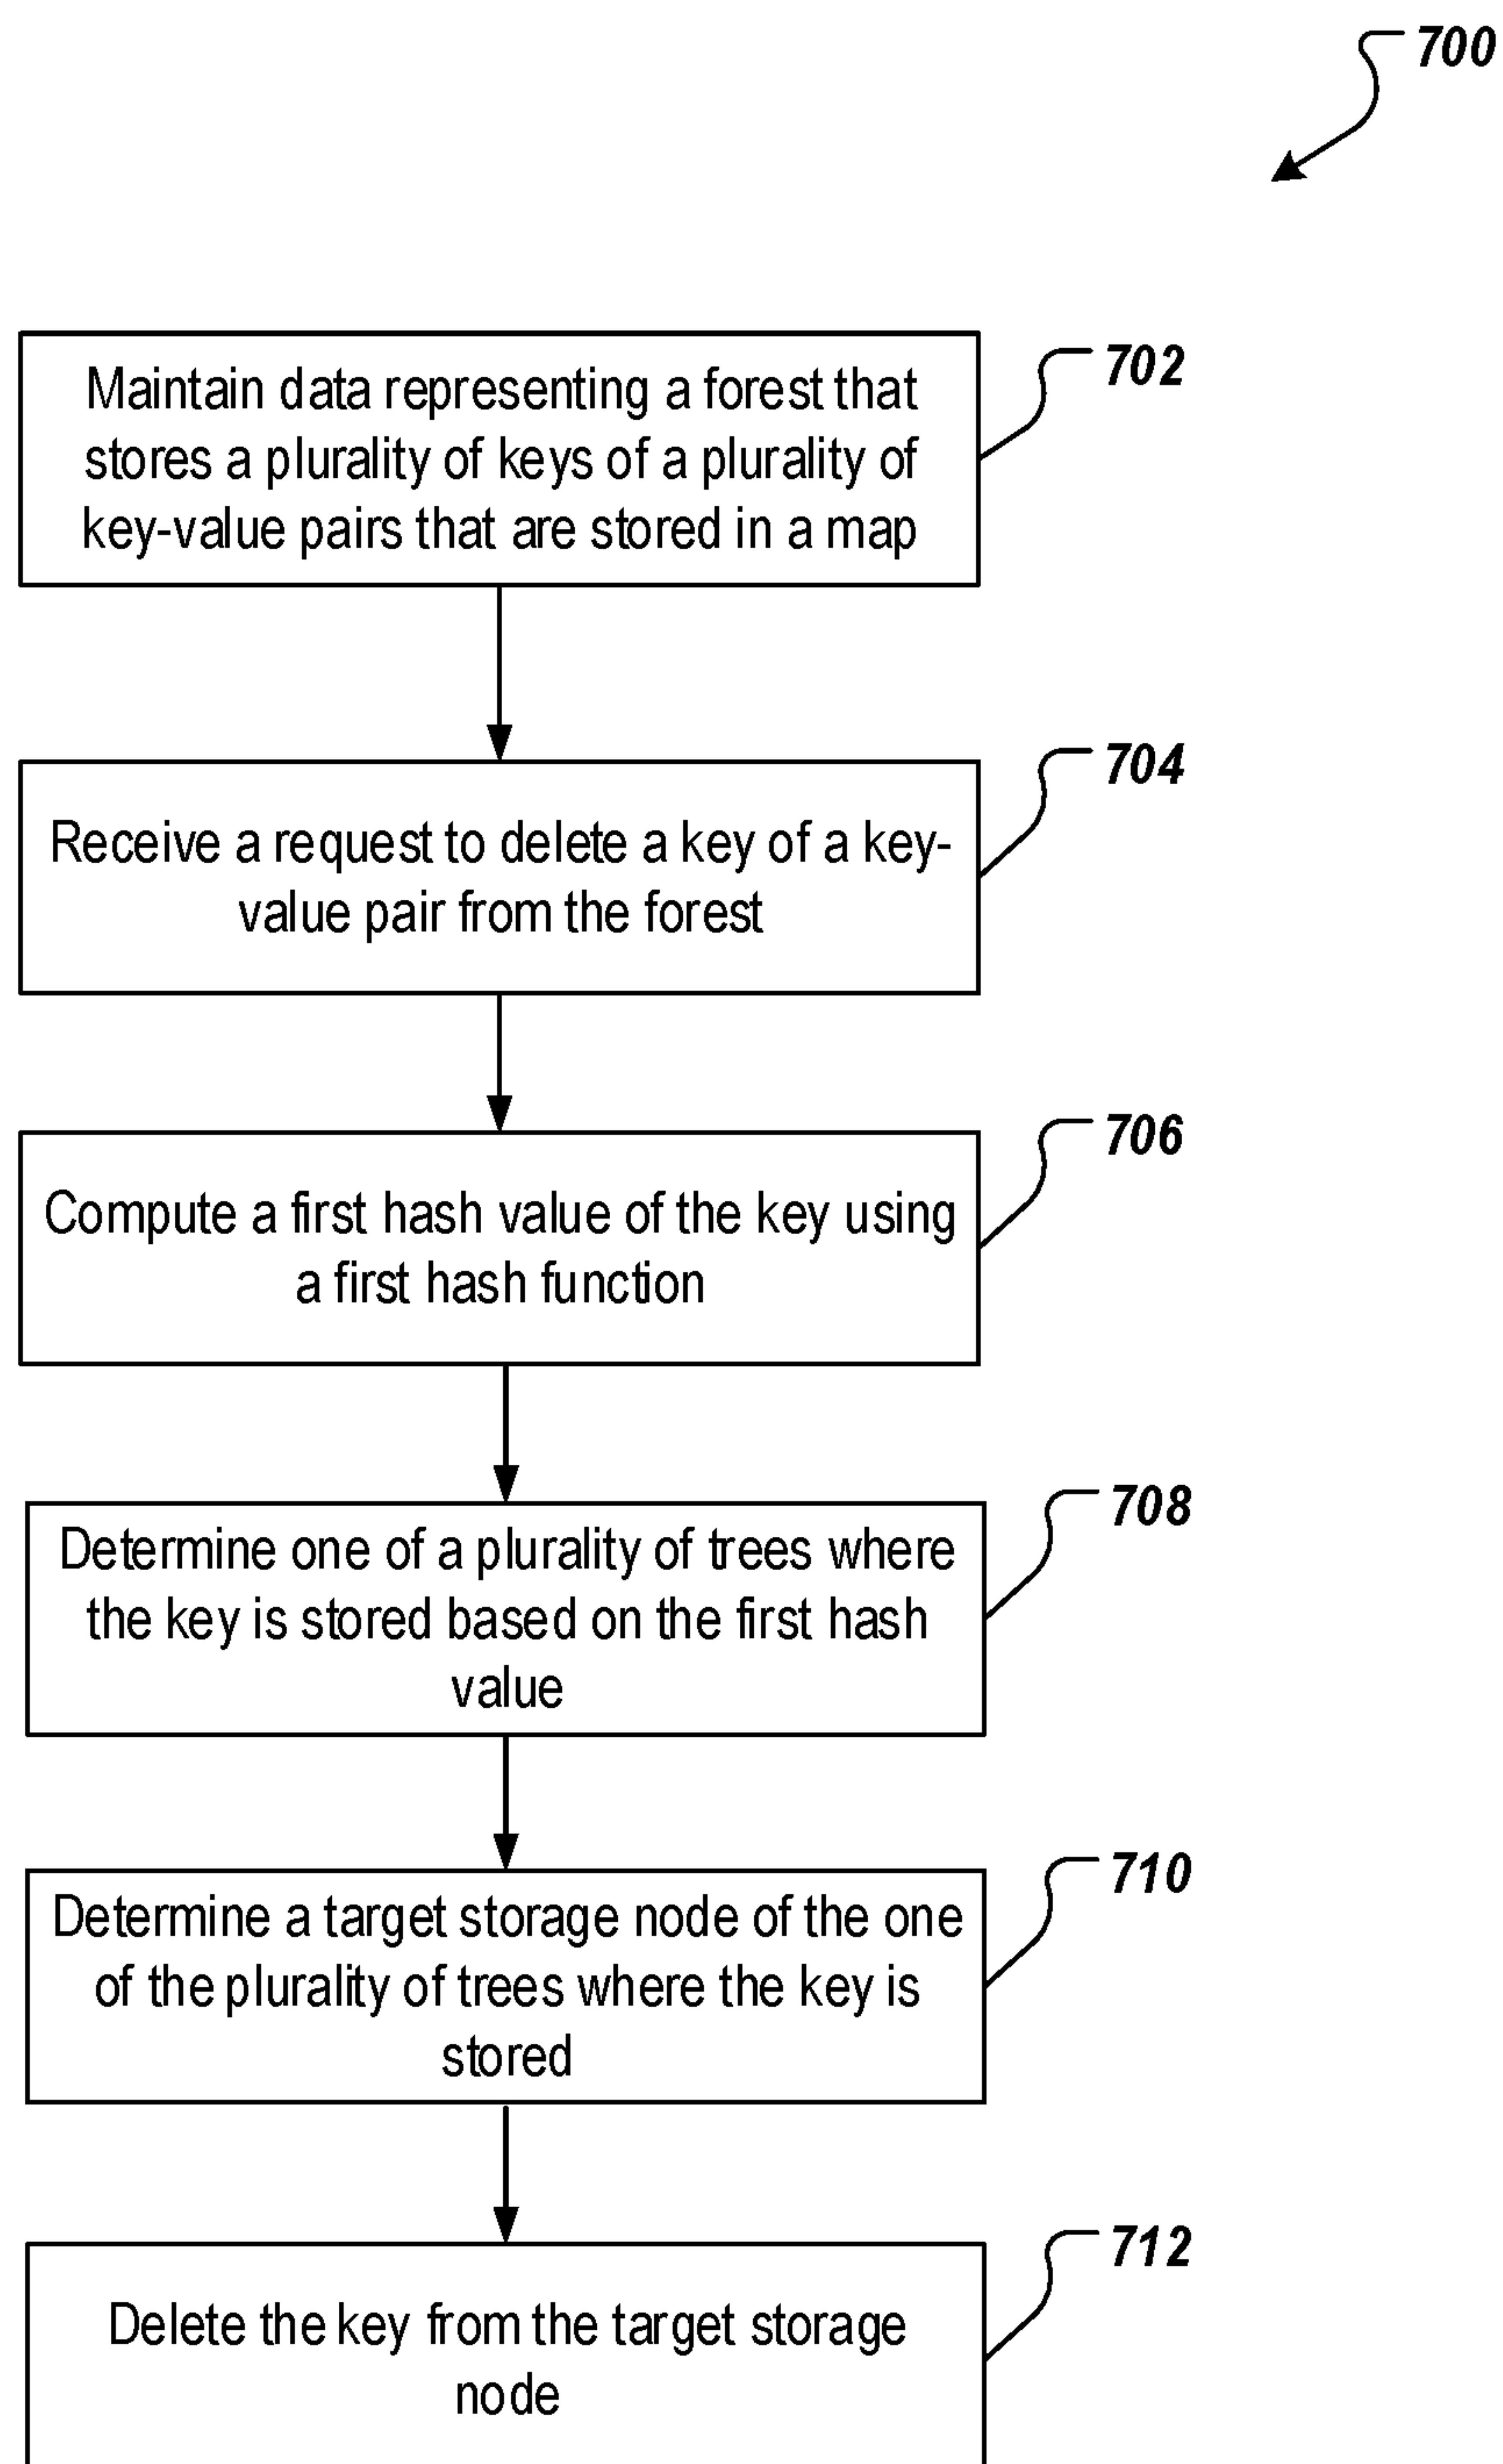 700
Maintain data representing a forest that
stores a plurality of keys of a plurality of
key-value pairs that are stored in a map
702
Receive a request to delete a key of a key-
value pair from the forest
704
Compute a first hash value of the key using
a first hash function
706
Determine one of a plurality of trees where
the key is stored based on the first hash
value
708
Determine a target storage node of the one
of the plurality of trees where the key is
stored
710
Delete the key from the target storage
node
712